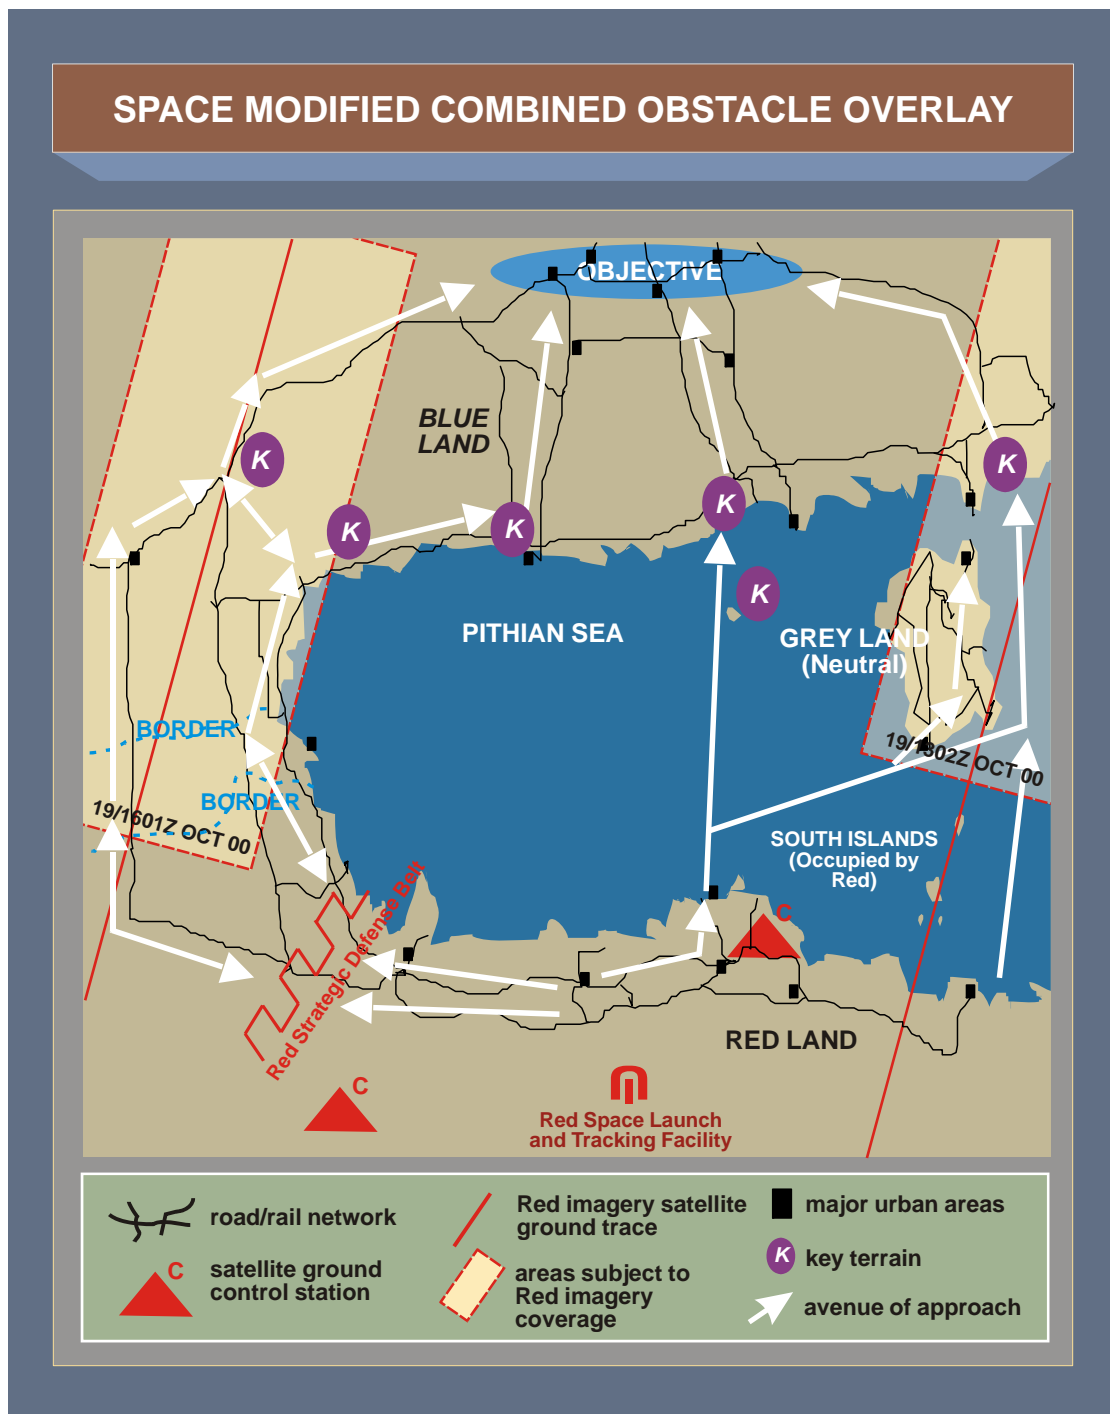 SPACE MODIFIED COMBINED OBSTACLE OVERLAY
OBJECTIVE
BLUE
LAND
K
K
K
K
K
K
PITHIAN SEA
GREY LAND
(Neutral)
BORDER
19/1302Z OCT 00
BORDER
19/1601Z OCT 00
SOUTH ISLANDS
(Occupied by
Red)
Red Strategic Defense Belt
C
RED LAND
C
Red Space Launch
and Tracking Facility
road/rail network
C
satellite ground
control station
Red imagery satellite
ground trace
areas subject to
Red imagery
coverage
major urban areas
K
key terrain
avenue of approach